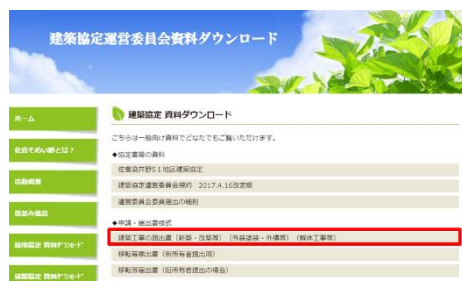 建築協定運営委員会資料ダウンロード
ホーム
建築協定 資料ダウンロード
こちらは一般向け資料でどなたでもご覧いただけます。
佐倉そめい野とは?
◆協定書等の資料
佐倉染井野S1地区建築協定
活動概要
建築協定運営委員会規約 2017.4.16改定版
運営委員会委員選出の細則
街並み風景
◆申請・届出書様式
建築工事の届出書(新築・改築等)(外装塗装・外構等)(解体工事等)
緑地協定 資料ダウンロード
移転等届出書(新所有者提出用)
移転等届出書(旧所有者提出の場合)
建築協定 資料ダウンロード